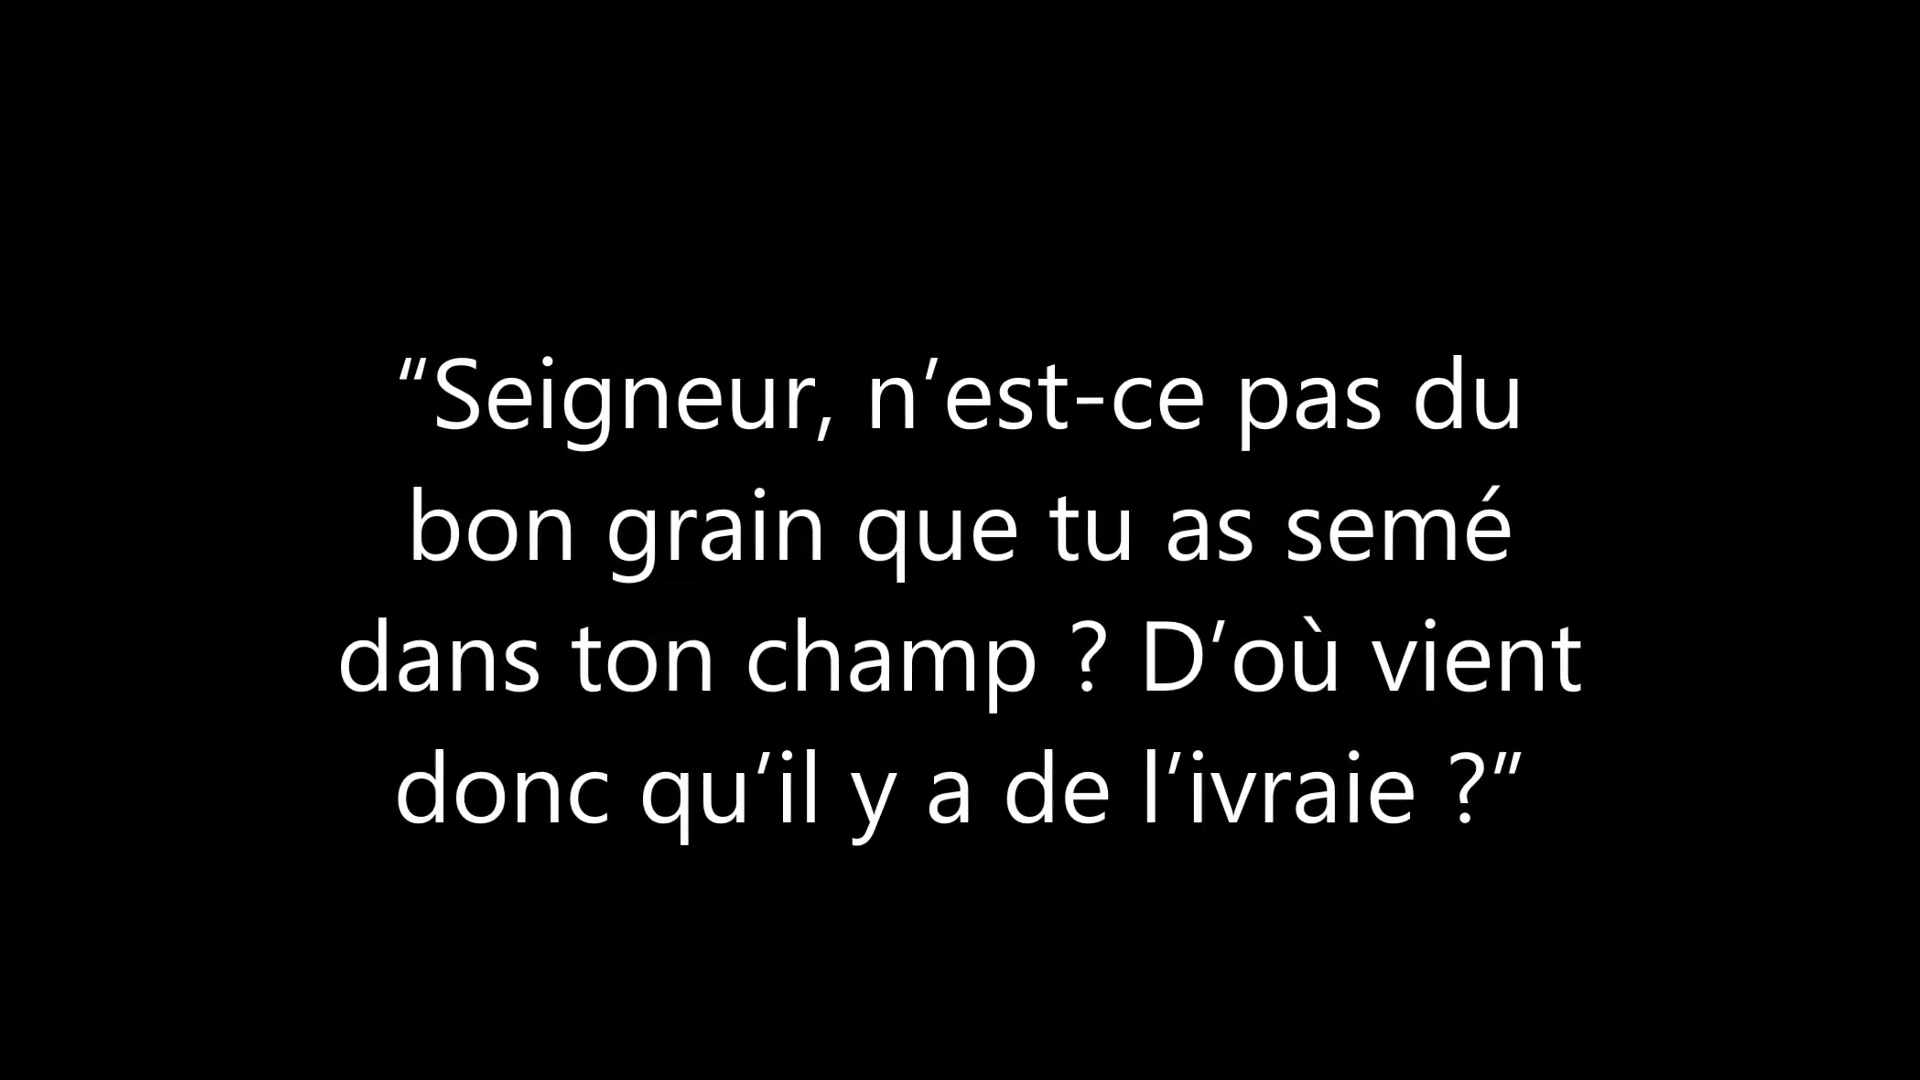 “Seigneur, n’est-ce pas du
bon grain que tu as semé
dans ton champ ? D’où vient
donc qu’il y a de l’ivraie ?”